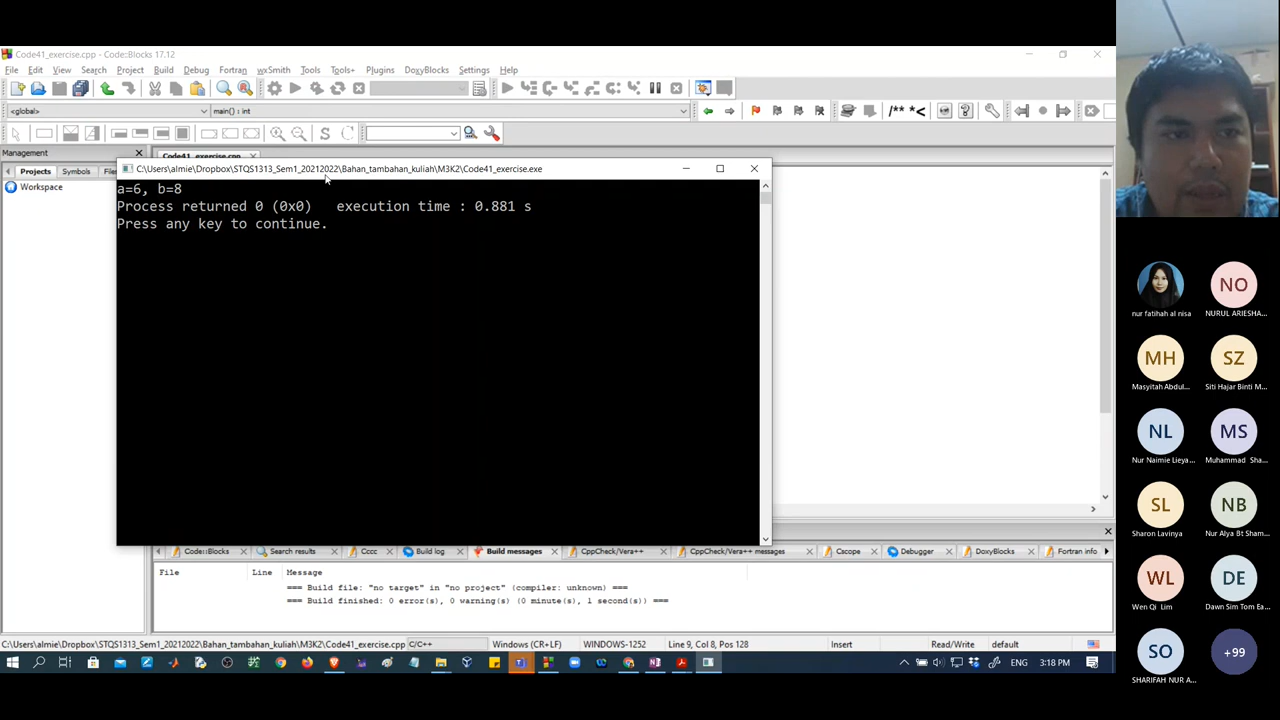 Code41_exercise.cpp - Code::Blocks 17.12
File Edit View Search Project Build Debug Fortran wxSmith Tools Tools+ Plugins DoxyBlocks Settings Help
<global>
main() : int
/** *<
Management
Projects Symbols Fil
Workspace
Code41_exercise.cpp
C:\Users\almie\Dropbox\STQS1313_Sem1_20212022\Bahan_tambahan_kuliah\M3K2\Code41_exercise.exe
a=6, b=8
Process returned 0 (0x0) execution time : 0.881 s
Press any key to continue.
Code::Blocks Search results Cccc Build log Build messages CppCheck/Vera++ CppCheck/Vera++ messages Cscope Debugger DoxyBlocks Fortran info
File Line Message
=== Build file: "no target" in "no project" (compiler: unknown) ===
=== Build finished: 0 error(s), 0 warning(s) (0 minute(s), 1 second(s)) ===
C:\Users\almie\Dropbox\STQS1313_Sem1_20212022\Bahan_tambahan_kuliah\M3K2\Code41_exercise.cpp C/C++ Windows (CR+LF) WINDOWS-1252 Line 9, Col 8, Pos 128 Insert Read/Write default
ENG 3:18 PM
nur fatihah al nisa
NO
NURUL ARIESHA...
MH
Masyitah Abdul...
SZ
Siti Hajar Binti M...
NL
Nur Naimie Lieya...
MS
Muhammad Sha...
SL
Sharon Lavinya
NB
Nur Alya Bt Sham...
WL
Wen Qi Lim
DE
Dawn Sim Tom Ea...
SO
SHARIFAH NUR A...
+99